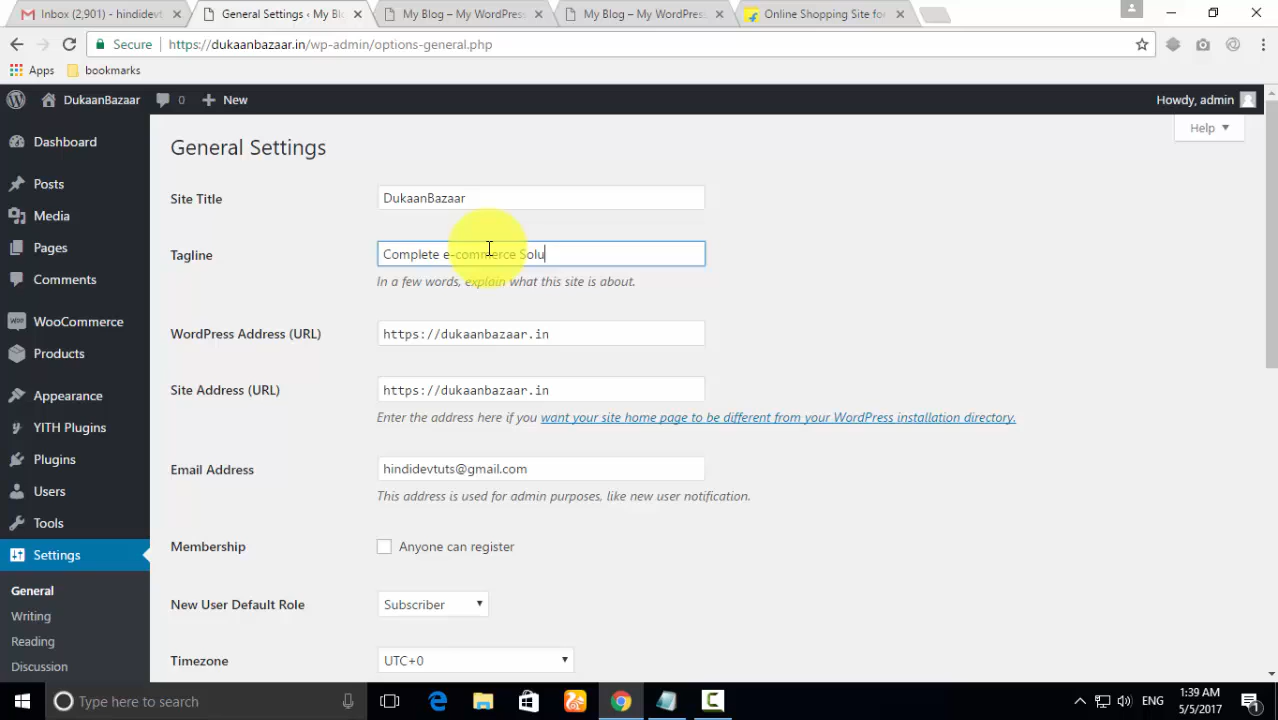 Inbox (2,901) - hindidevt
General Settings ‹ My Blo
My Blog – My WordPress
My Blog – My WordPress
Online Shopping Site fo
Secure https://dukaanbazaar.in/wp-admin/options-general.php
Apps bookmarks
DukaanBazaar 0 New Howdy, admin
Help
Dashboard
Posts
Media
Pages
Comments
WooCommerce
Products
Appearance
YITH Plugins
Plugins
Users
Tools
Settings
General
Writing
Reading
Discussion
General Settings
Site Title DukaanBazaar
Tagline Complete e-commerce Solu
In a few words, explain what this site is about.
WordPress Address (URL) https://dukaanbazaar.in
Site Address (URL) https://dukaanbazaar.in
Enter the address here if you want your site home page to be different from your WordPress installation directory.
Email Address hindidevtuts@gmail.com
This address is used for admin purposes, like new user notification.
Membership Anyone can register
New User Default Role Subscriber
Timezone UTC+0
Type here to search
ENG
1:39 AM
5/5/2017
1